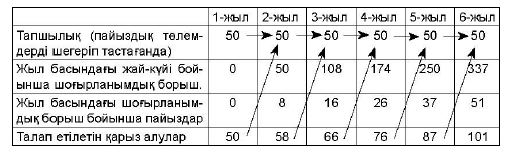 1-жыл 2-жыл 3-жыл 4-жыл 5-жыл 6-жыл
Тапшылық (пайыздық төлем-
дерді шегеріп тастағанда) 50 50 50 50 50 50
Жыл басындағы жай-күйі бой-
ынша шоғырланымдық борыш. 0 50 108 174 250 337
Жыл басындағы шоғырланым-
дық борыш бойынша пайыздар 0 8 16 26 37 51
Талап етілетін қарыз алулар 50 58 66 76 87 101